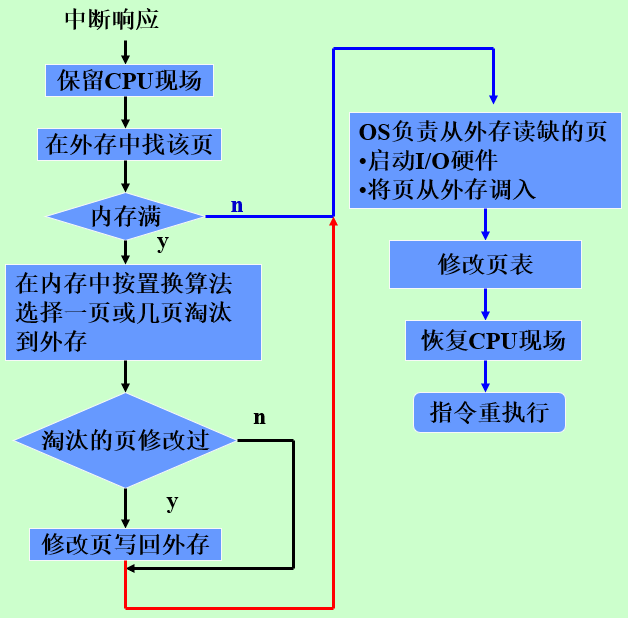 中断响应
保留CPU现场
在外存中找该页
内存满
n
y
在内存中按置换算法
选择一页或几页淘汰
到外存
淘汰的页修改过
n
y
修改页写回外存
OS负责从外存读缺的页
•启动I/O硬件
•将页从外存调入
修改页表
恢复CPU现场
指令重执行